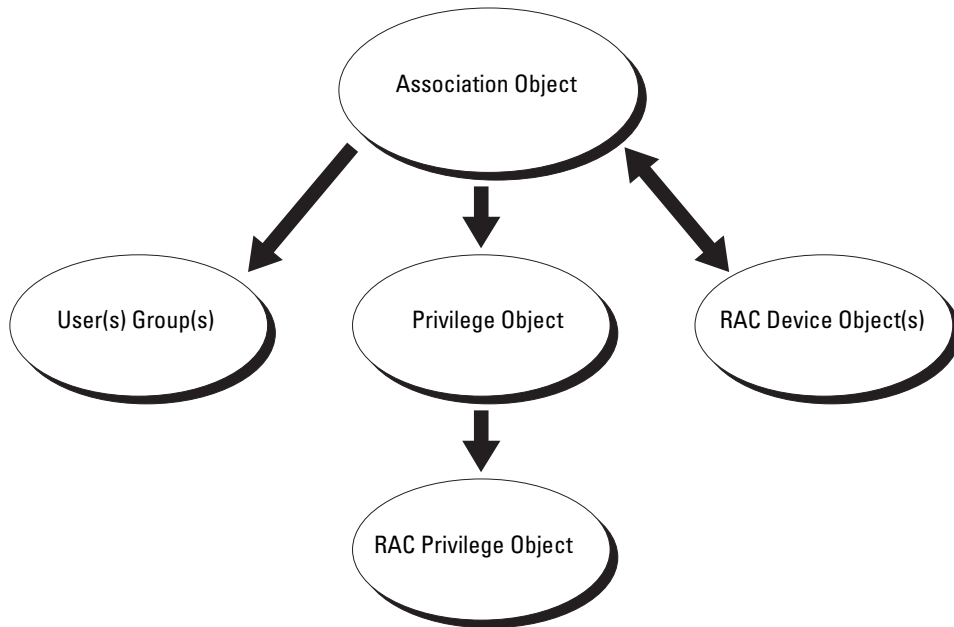 Association Object
User(s) Group(s)
Privilege Object
RAC Device Object(s)
RAC Privilege Object